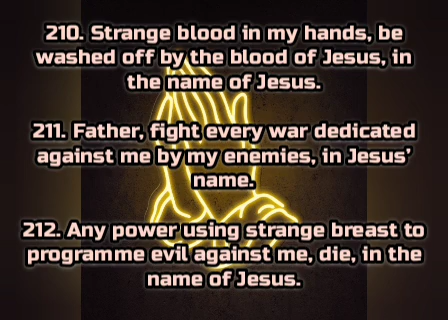 210. Strange blood in my hands, be
washed off by the blood of Jesus, in
the name of Jesus.
211. Father, fight every war dedicated
against me by my enemies, in Jesus’
name.
212. Any power using strange breast to
programme evil against me, die, in the
name of Jesus.